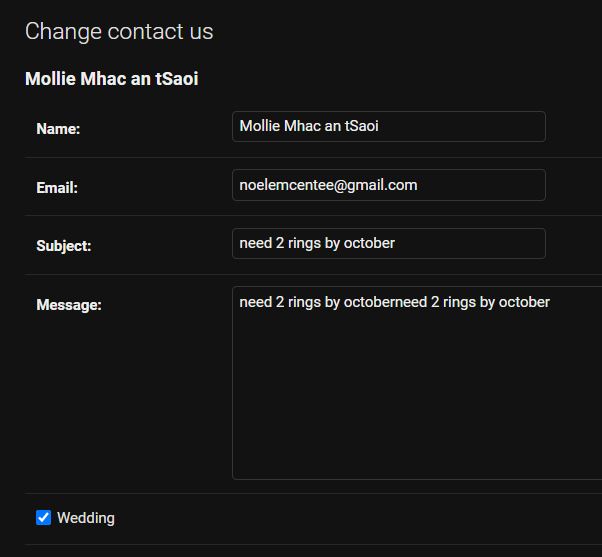 Change contact us
Mollie Mhac an tSaoi
Name: Mollie Mhac an tSaoi
Email: noelemcentee@gmail.com
Subject: need 2 rings by october
Message: need 2 rings by octoberneed 2 rings by october
Wedding